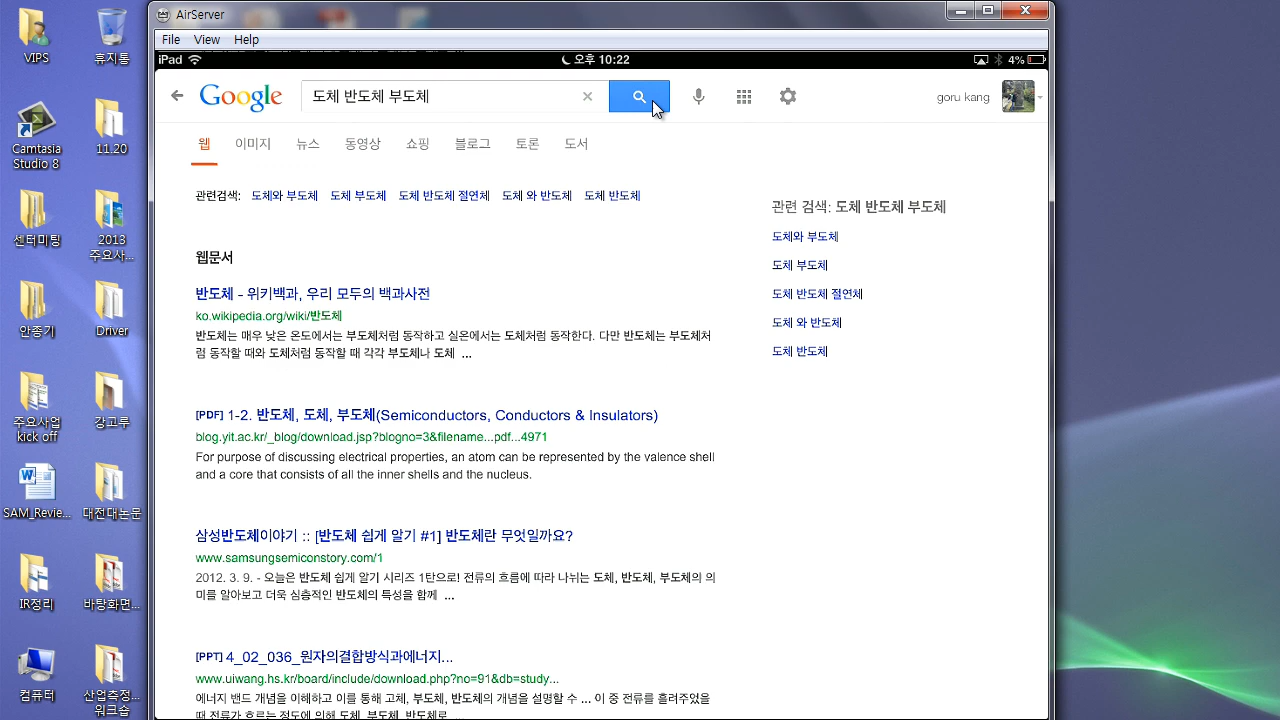 AirServer
File View Help
iPad 오후 10:22 4%
Google 도체 반도체 부도체 goru kang
웹 이미지 뉴스 동영상 쇼핑 블로그 토론 도서
관련검색: 도체와 부도체 도체 부도체 도체 반도체 절연체 도체 와 반도체 도체 반도체
웹문서
반도체 - 위키백과, 우리 모두의 백과사전
ko.wikipedia.org/wiki/반도체
반도체는 매우 낮은 온도에서는 부도체처럼 동작하고 실온에서는 도체처럼 동작한다. 다만 반도체는 부도체처
럼 동작할 때와 도체처럼 동작할 때 각각 부도체나 도체 ...
[PDF] 1-2. 반도체, 도체, 부도체(Semiconductors, Conductors & Insulators)
blog.yit.ac.kr/_blog/download.jsp?blogno=3&filename...pdf...4971
For purpose of discussing electrical properties, an atom can be represented by the valence shell
and a core that consists of all the inner shells and the nucleus.
삼성반도체이야기 :: [반도체 쉽게 알기 #1] 반도체란 무엇일까요?
www.samsungsemiconstory.com/1
2012. 3. 9. - 오늘은 반도체 쉽게 알기 시리즈 1탄으로! 전류의 흐름에 따라 나뉘는 도체, 반도체, 부도체의 의
미를 알아보고 더욱 심층적인 반도체의 특성을 함께 ...
[PPT] 4_02_036_원자의결합방식과에너지...
www.uiwang.hs.kr/board/include/download.php?no=91&db=study...
에너지 밴드 개념을 이해하고 이를 통해 고체, 부도체, 반도체의 개념을 설명할 수 ... 이 중 전류를 흘려주었을
때 전류가 흐르는 정도에 의해 도체, 부도체, 반도체로 ...
관련 검색: 도체 반도체 부도체
도체와 부도체
도체 부도체
도체 반도체 절연체
도체 와 반도체
도체 반도체
VIPS
휴지통
Camtasia
Studio 8
11.20
센터미팅
2013
주요사...
안종기
Driver
주요사업
kick off
강고루
SAM_Revie...
대전대논문
IR정리
바탕화면...
컴퓨터
산업측정...
워크숍